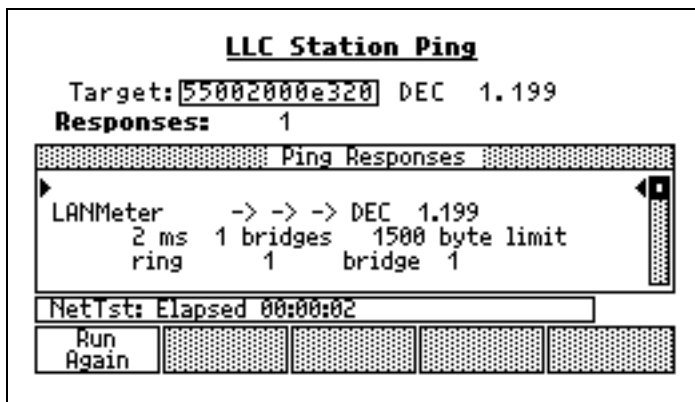 LLC Station Ping
Target: 55002000e320 DEC 1.199
Responses: 1
Ping Responses
LANMeter -> -> -> DEC 1.199
2 ms 1 bridges 1500 byte limit
ring 1 bridge 1
NetTst: Elapsed 00:00:02
Run
Again